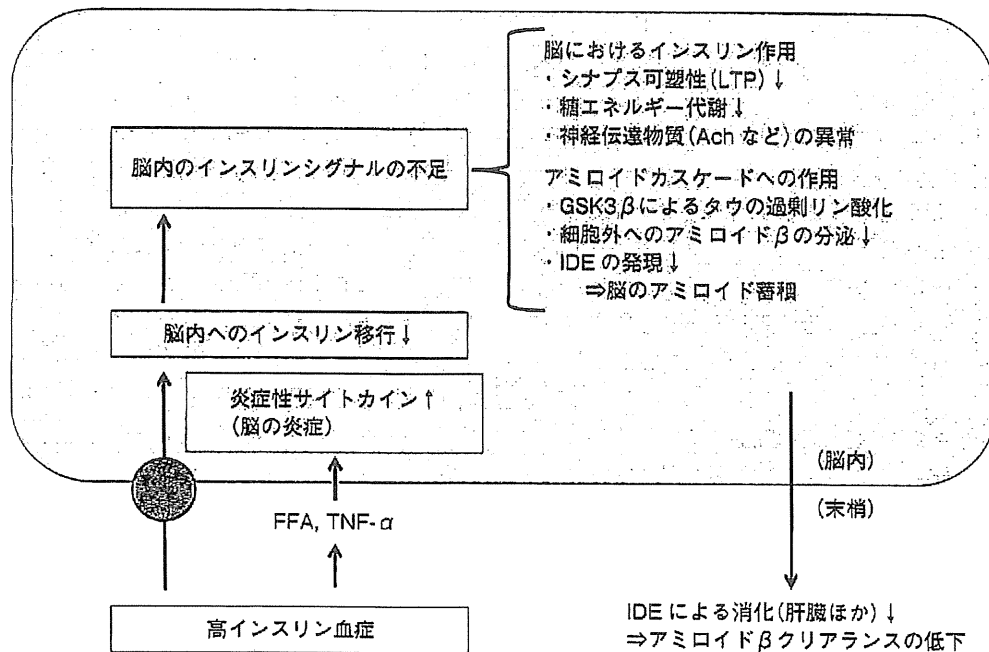 脳におけるインスリン作用
・シナプス可塑性(LTP)↓
・糖エネルギー代謝↓
・神経伝達物質(Ach など)の異常
脳内のインスリンシグナルの不足
アミロイドカスケードへの作用
・GSK3βによるタウの過剰リン酸化
・細胞外へのアミロイドβの分泌↓
・IDE の発現↓
⇒脳のアミロイド蓄積
脳内へのインスリン移行↓
炎症性サイトカイン↑
(脳の炎症)
(脳内)
(末梢)
FFA, TNF-α
高インスリン血症
IDE による消化(肝臓ほか)↓
⇒アミロイドβクリアランスの低下